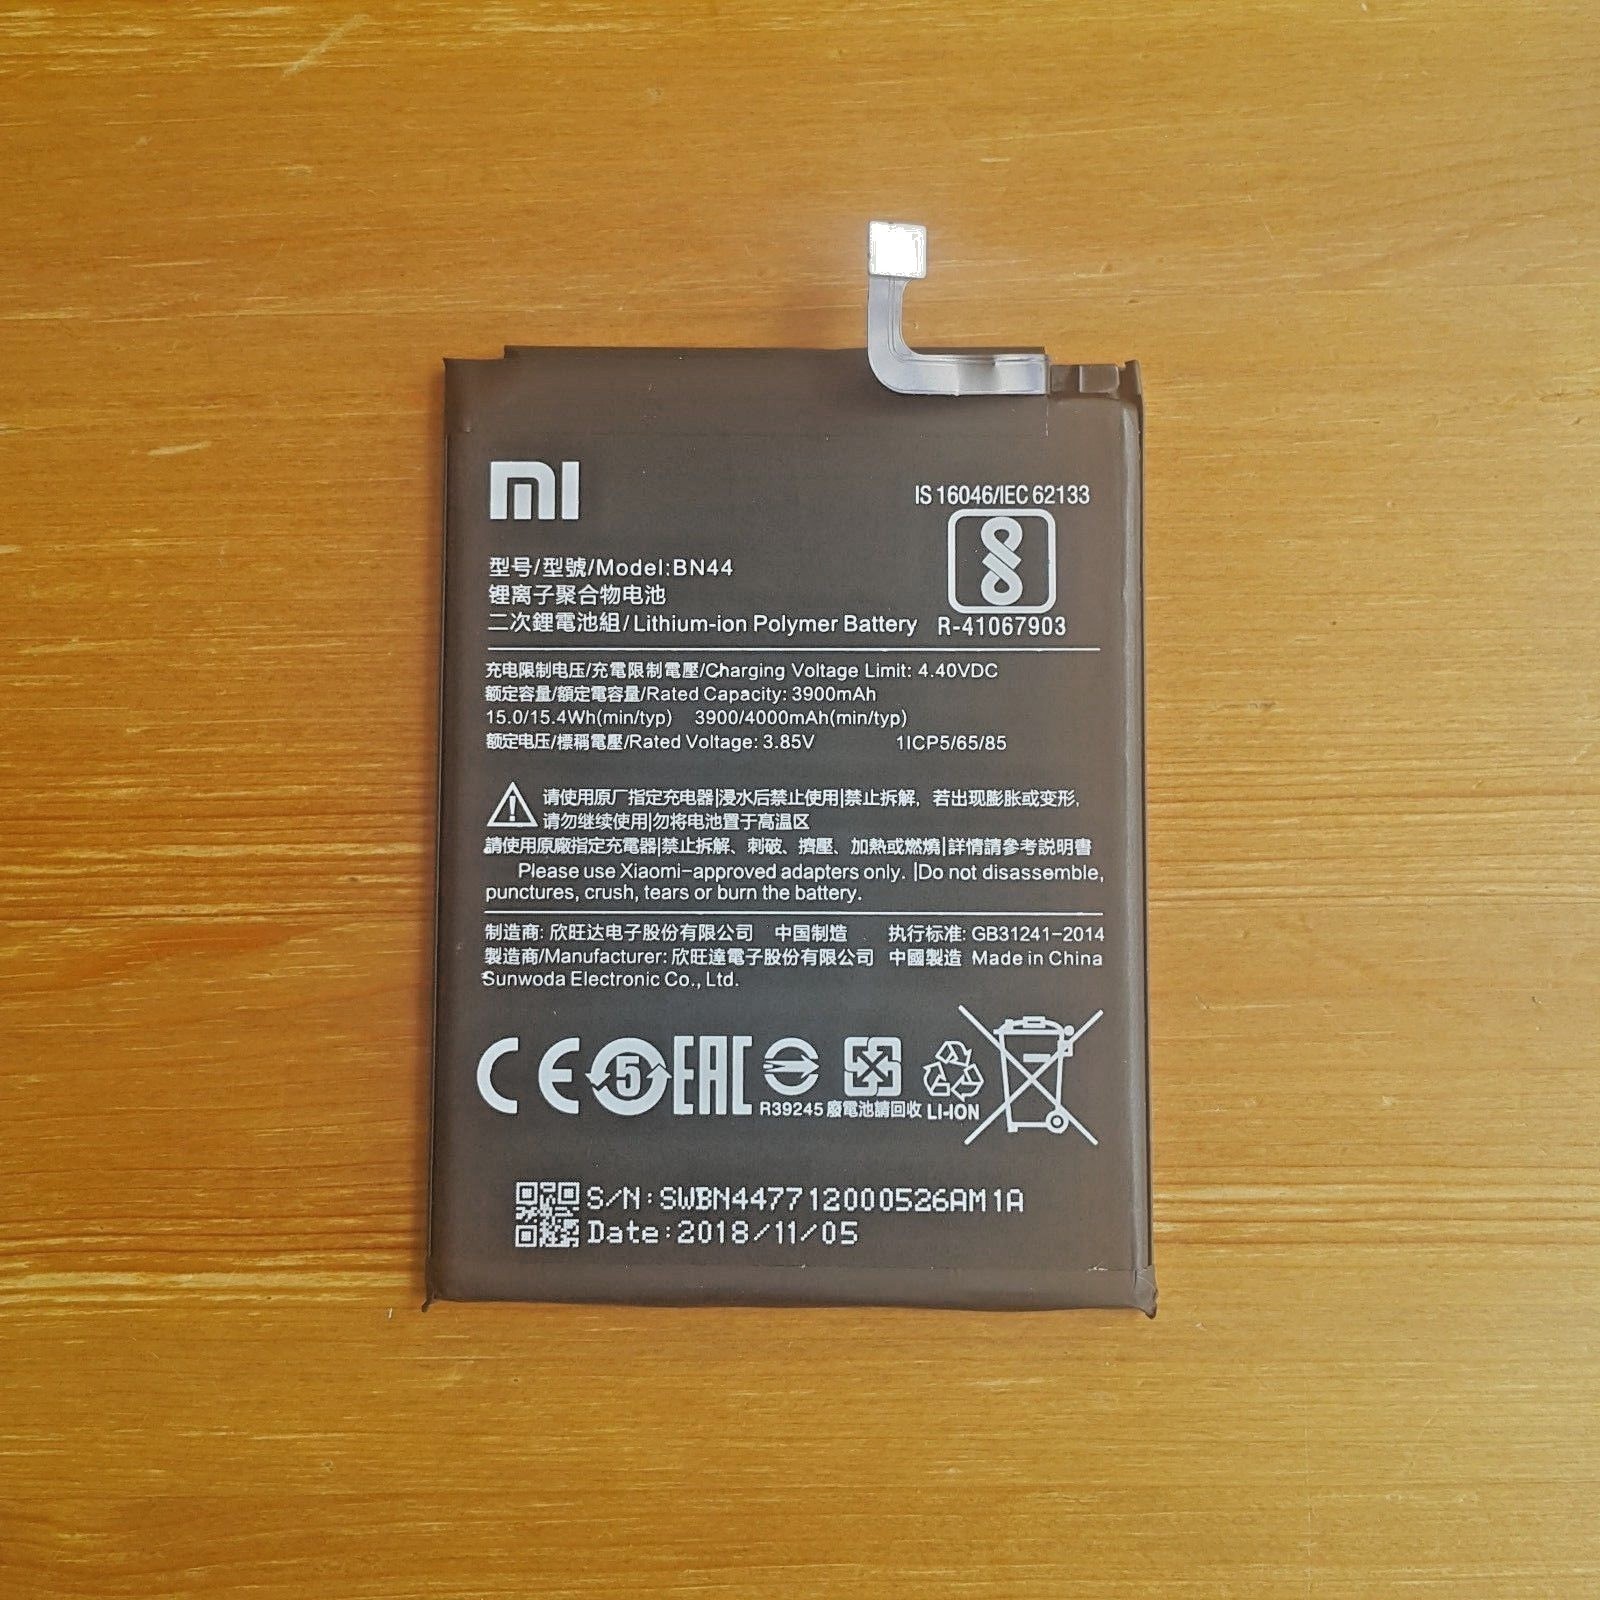 mi
IS 16046/IEC 62133
型号/型號/Model:BN44
锂离子聚合物电池
二次鋰電池組/Lithium-ion Polymer Battery
R-41067903
充电限制电压/充電限制電壓/Charging Voltage Limit: 4.40VDC
额定容量/額定電容量/Rated Capacity: 3900mAh
15.0/15.4Wh(min/typ) 3900/4000mAh(min/typ)
额定电压/標稱電壓/Rated Voltage: 3.85V 1ICP5/65/85
请使用原厂指定充电器|浸水后禁止使用|禁止拆解，若出现膨胀或变形,
请勿继续使用|勿将电池置于高温区
請使用原廠指定充電器|禁止拆解、刺破、擠壓、加熱或燃燒|詳情請參考説明書
Please use Xiaomi-approved adapters only. |Do not disassemble,
punctures, crush, tears or burn the battery.
制造商: 欣旺达电子股份有限公司 中国制造 执行标准: GB31241-2014
製造商/Manufacturer: 欣旺達電子股份有限公司 中國製造 Made in China
Sunwoda Electronic Co., Ltd.
CE 5 EAC
R39245 廢電池請回收 LI-ION
S/N:SWBN447712000526AM1A
Date:2018/11/05